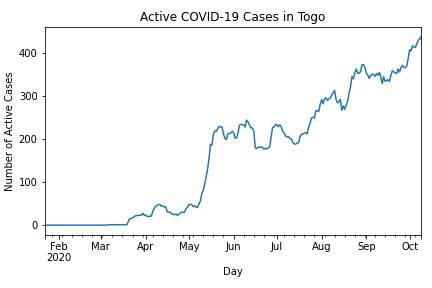 Active COVID-19 Cases in Togo
Number of Active Cases
400
300
200
100
0
Feb Mar Apr May Jun Jul Aug Sep Oct
2020
Day